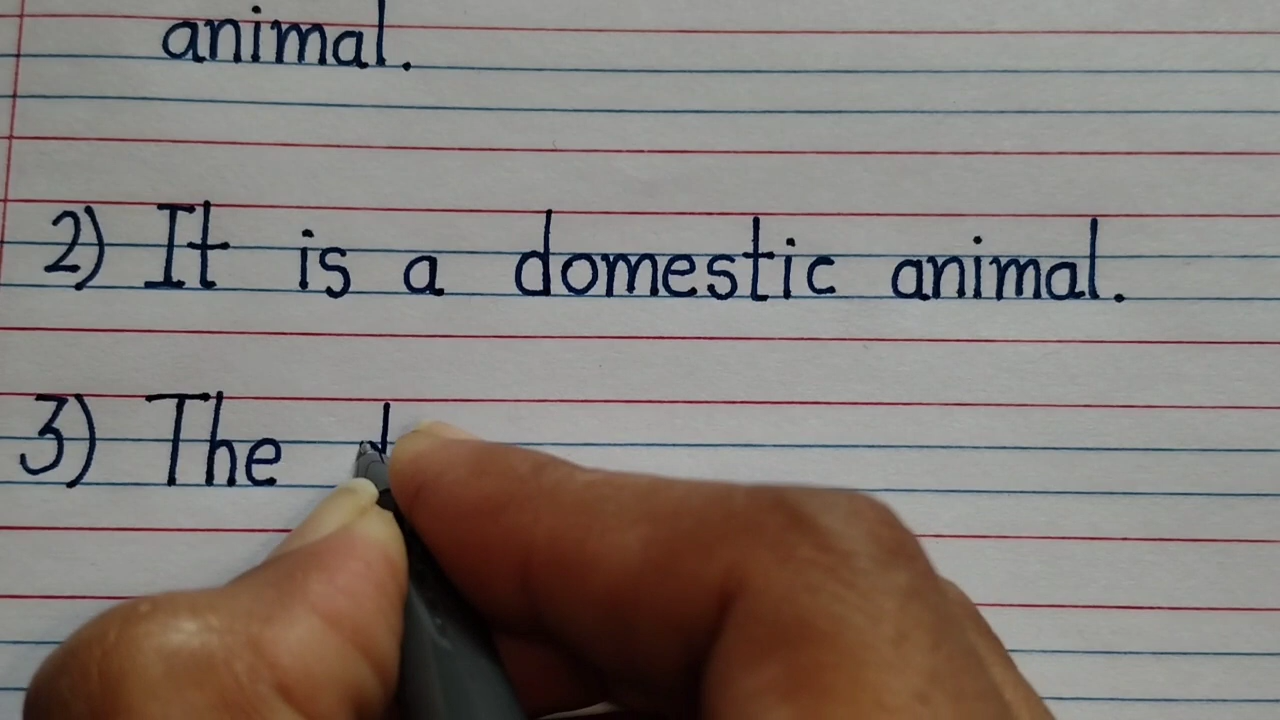 animal.
2) It is a domestic animal.
3) The